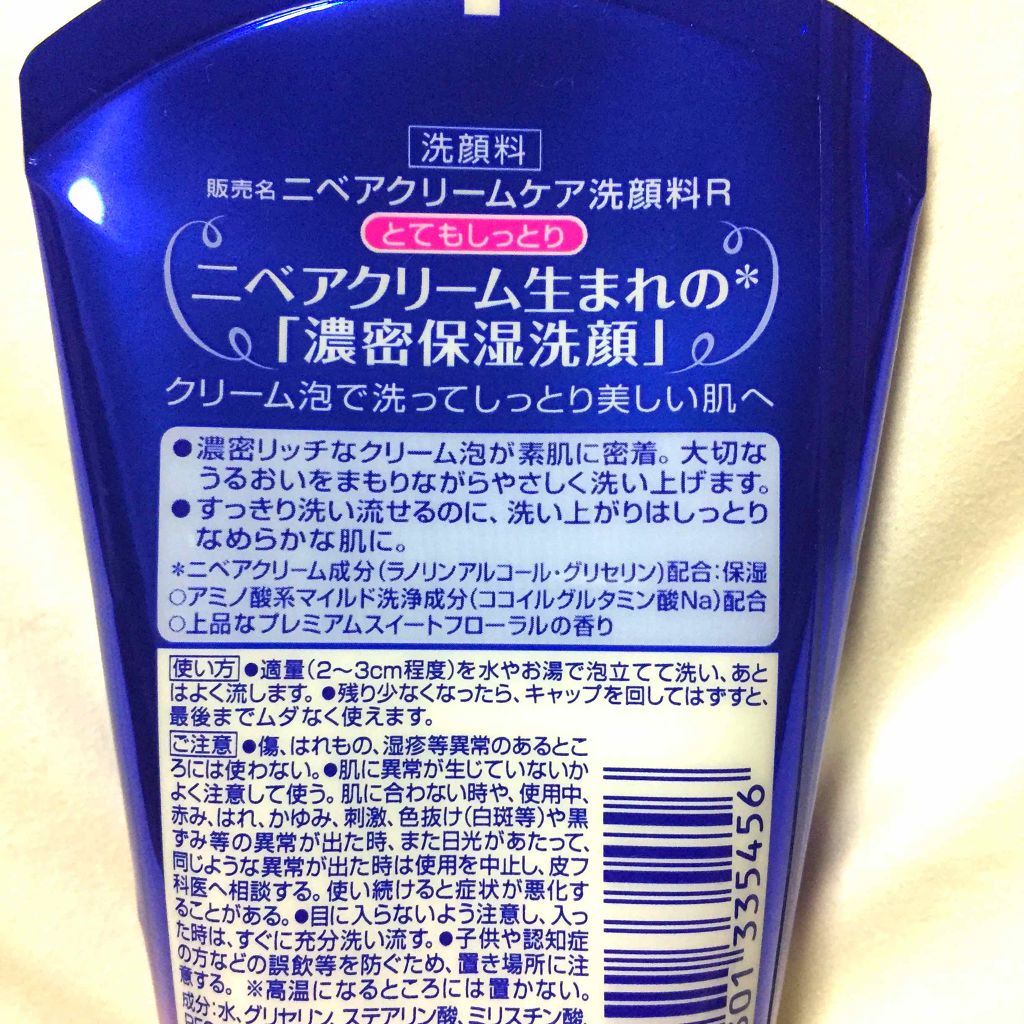 洗顔料
販売名 ニベアクリームケア洗顔料R
とてもしっとり
ニベアクリーム生まれの*
「濃密保湿洗顔」
クリーム泡で洗ってしっとり美しい肌へ
●濃密リッチなクリーム泡が素肌に密着。大切な
うるおいをまもりながらやさしく洗い上げます。
●すっきり洗い流せるのに、洗い上がりはしっとり
なめらかな肌に。
*ニベアクリーム成分(ラノリンアルコール・グリセリン)配合:保湿
○アミノ酸系マイルド洗浄成分(ココイルグルタミン酸Na)配合
○上品なプレミアムスイートフローラルの香り
使い方 ●適量(2〜3cm程度)を水やお湯で泡立てて洗い、あと
はよく流します。●残り少なくなったら、キャップを回してはずすと、
最後までムダなく使えます。
ご注意 ●傷、はれもの、湿疹等異常のあるとこ
ろには使わない。●肌に異常が生じていないか
よく注意して使う。肌に合わない時や、使用中、
赤み、はれ、かゆみ、刺激、色抜け(白斑等)や黒
ずみ等の異常が出た時、また日光があたって、
同じような異常が出た時は使用を中止し、皮フ
科医へ相談する。使い続けると症状が悪化す
ることがある。●目に入らないよう注意し、入っ
た時は、すぐに充分洗い流す。●子供や認知症
の方などの誤飲等を防ぐため、置き場所に注
意する。※高温になるところには置かない。
成分:水、グリセリン、ステアリン酸、ミリスチン酸、
301 335456